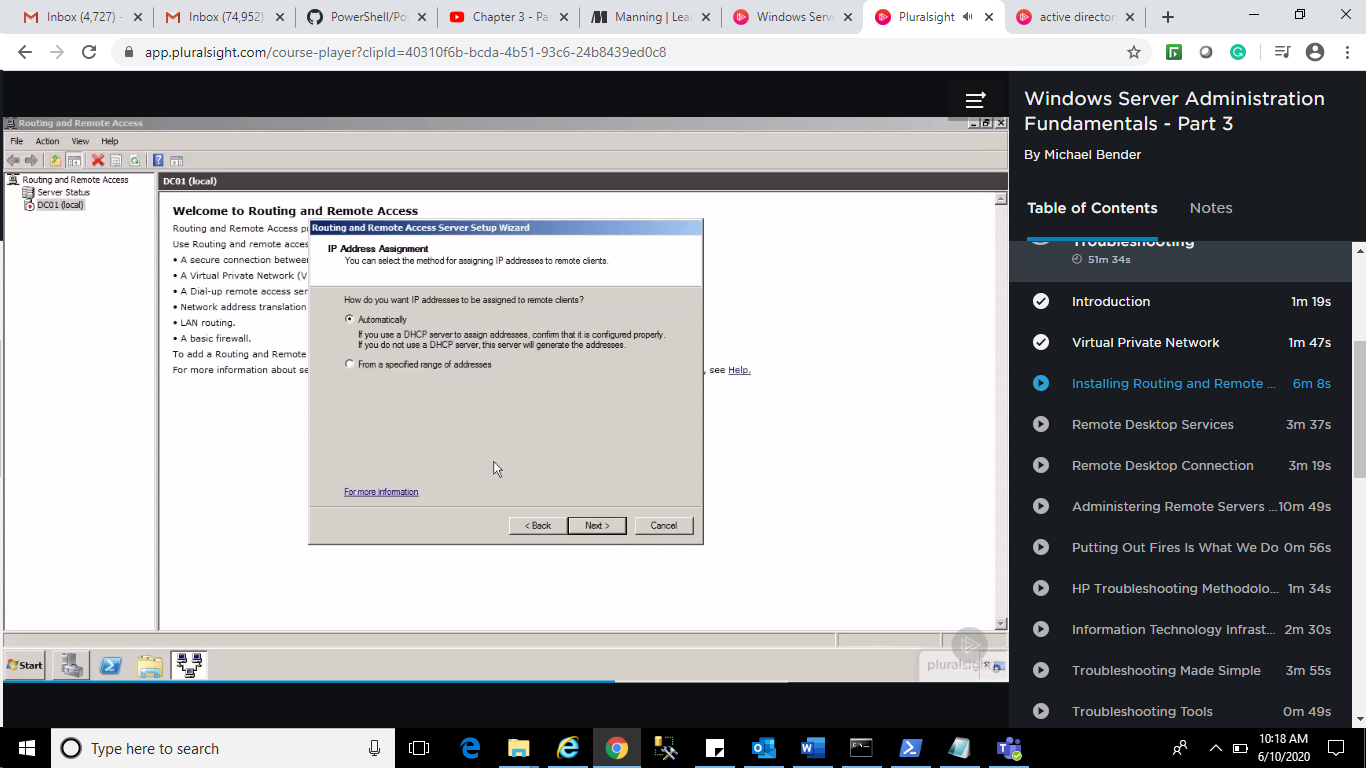 Inbox (4,727) -
Inbox (74,952)
PowerShell/Po
Chapter 3 - Pa
Manning | Lea
Windows Serv
Pluralsight
active director
app.pluralsight.com/course-player?clipId=40310f6b-bcda-4b51-93c6-24b8439ed0c8
Routing and Remote Access
File Action View Help
Routing and Remote Access
Server Status
DC01 (local)
DC01 (local)
Welcome to Routing and Remote Access
Routing and Remote Access
Use Routing and remote acces
• A secure connection between
• A Virtual Private Network (V
• A Dial-up remote access ser
• Network address translation
• LAN routing.
• A basic firewall.
To add a Routing and Remote
For more information about se
, see Help.
Routing and Remote Access Server Setup Wizard
IP Address Assignment
You can select the method for assigning IP addresses to remote clients.
How do you want IP addresses to be assigned to remote clients?
Automatically
If you use a DHCP server to assign addresses, confirm that it is configured properly.
If you do not use a DHCP server, this server will generate the addresses.
From a specified range of addresses
For more information
< Back Next > Cancel
Start
pluralsight
Windows Server Administration
Fundamentals - Part 3
By Michael Bender
Table of Contents Notes
Troubleshooting
51m 34s
Introduction 1m 19s
Virtual Private Network 1m 47s
Installing Routing and Remote ... 6m 8s
Remote Desktop Services 3m 37s
Remote Desktop Connection 3m 19s
Administering Remote Servers ... 10m 49s
Putting Out Fires Is What We Do 0m 56s
HP Troubleshooting Methodolo... 1m 34s
Information Technology Infrast... 2m 30s
Troubleshooting Made Simple 3m 55s
Troubleshooting Tools 0m 49s
Type here to search
10:18 AM
6/10/2020